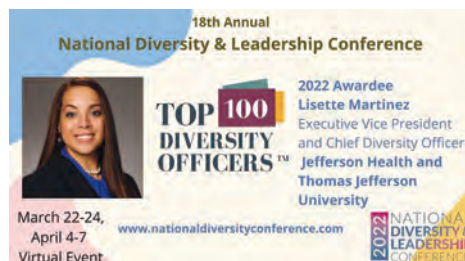 18th Annual
National Diversity & Leadership Conference
TOP 100
DIVERSITY
OFFICERS™
2022 Awardee
Lisette Martinez
Executive Vice President
and Chief Diversity Officer
Jefferson Health and
Thomas Jefferson
University
March 22-24,
April 4-7
Virtual Event
www.nationaldiversityconference.com
2022
NATIONAL
DIVERSITY &
LEADERSHIP
CONFERENCE